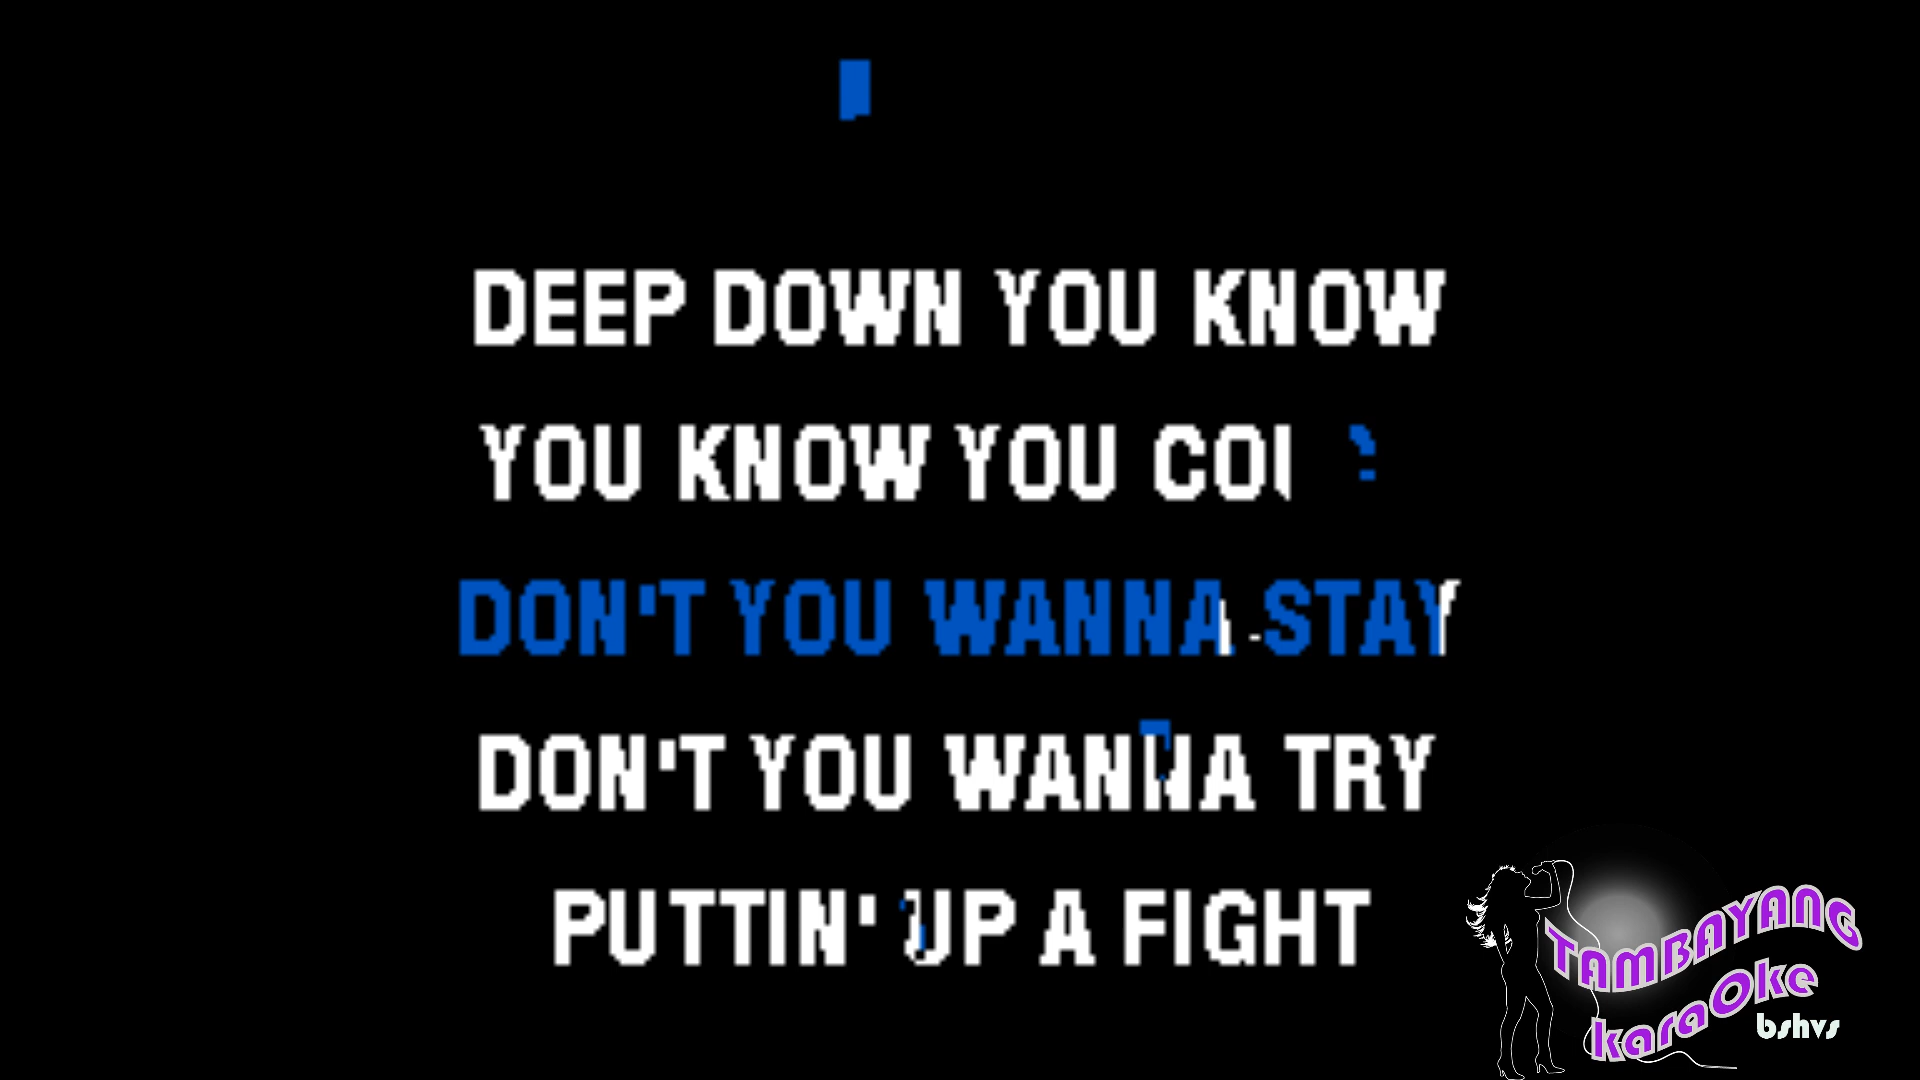 DEEP DOWN YOU KNOW
YOU KNOW YOU
DON'T YOU WANNA STAY
DON'T YOU WANNA TRY
PUTTIN' UP A FIGHT
TAMBAYANG
karaOke
bshvs